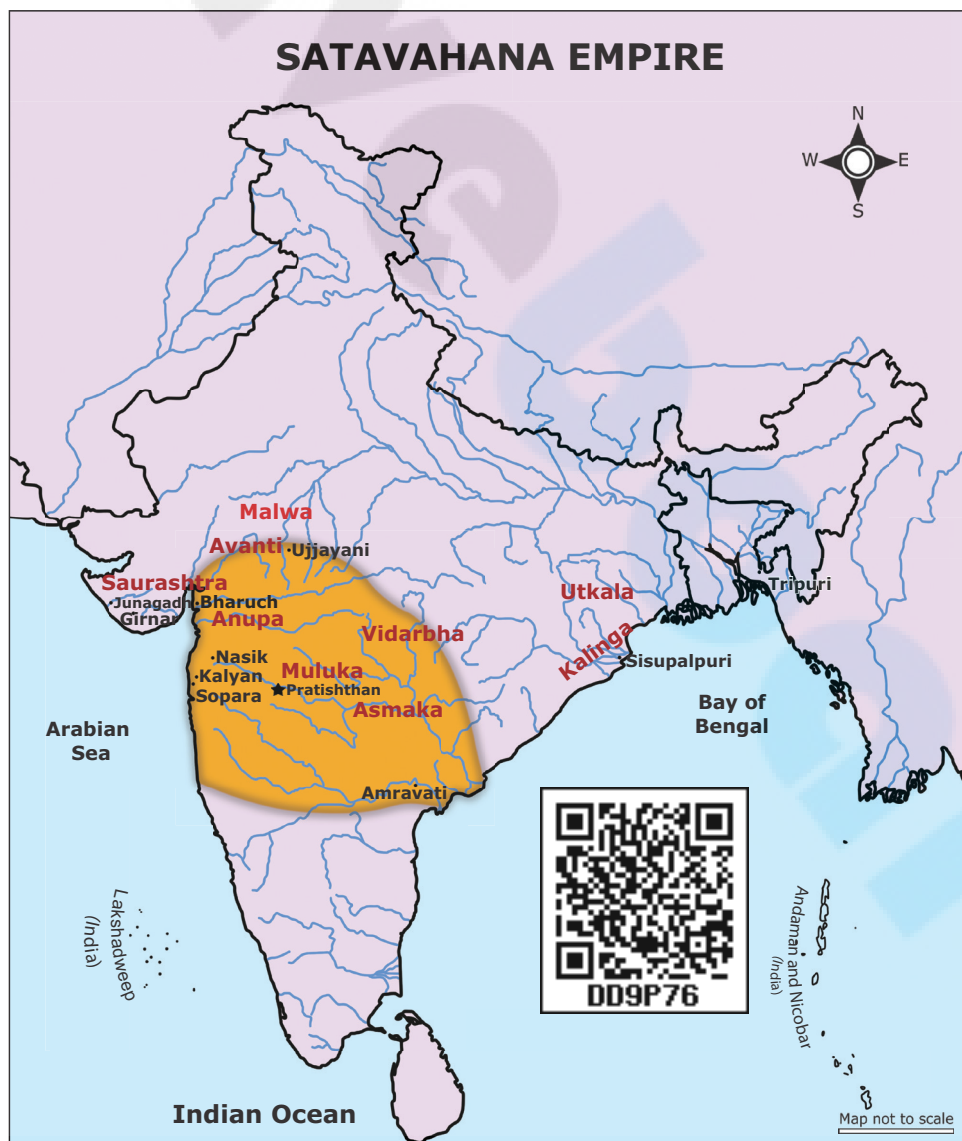 SATAVAHANA EMPIRE
N
W E
S
Malwa
Avanti
Ujjayani
Saurashtra
Junagadh
Bharuch
Girnar
Anupa
Vidarbha
Utkala
Tripuri
Kalinga
Sisupalpuri
Nasik
Kalyan
Muluka
Sopara
Pratishthan
Asmaka
Arabian
Sea
Bay of
Bengal
Amravati
Lakshadweep
(India)
Andaman and Nicobar
(India)
DD9P76
Indian Ocean
Map not to scale